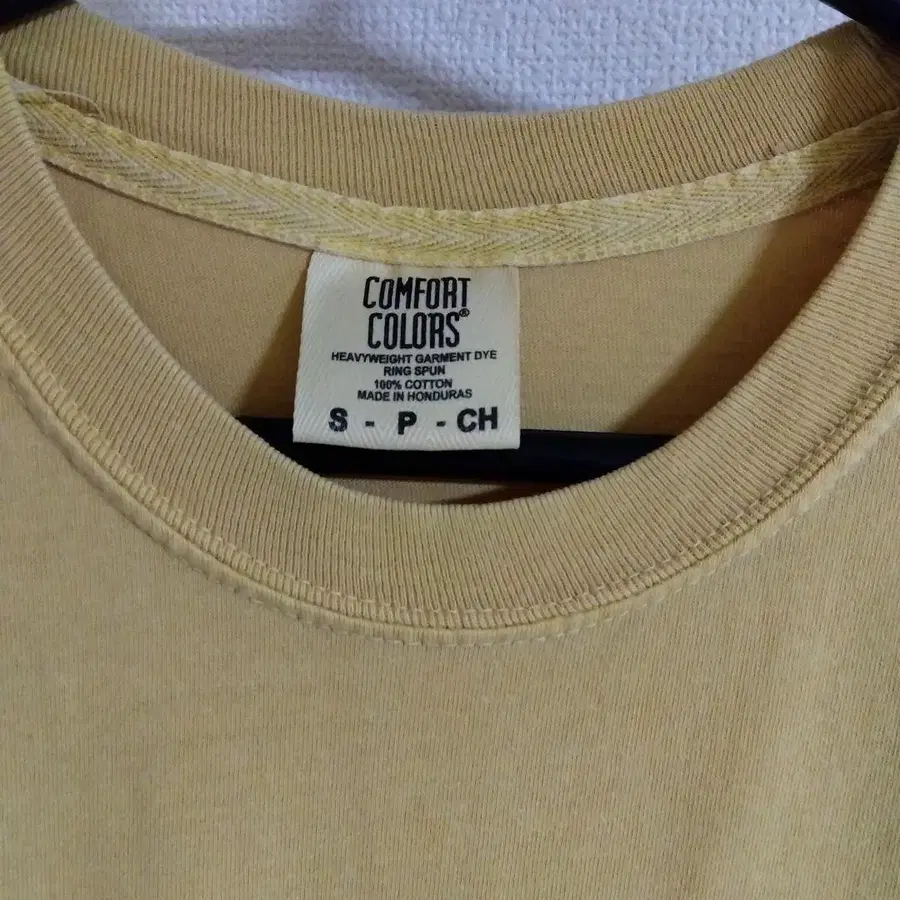 COMFORT
COLORS®
HEAVYWEIGHT GARMENT DYE
RING SPUN
100% COTTON
MADE IN HONDURAS
S - P - CH